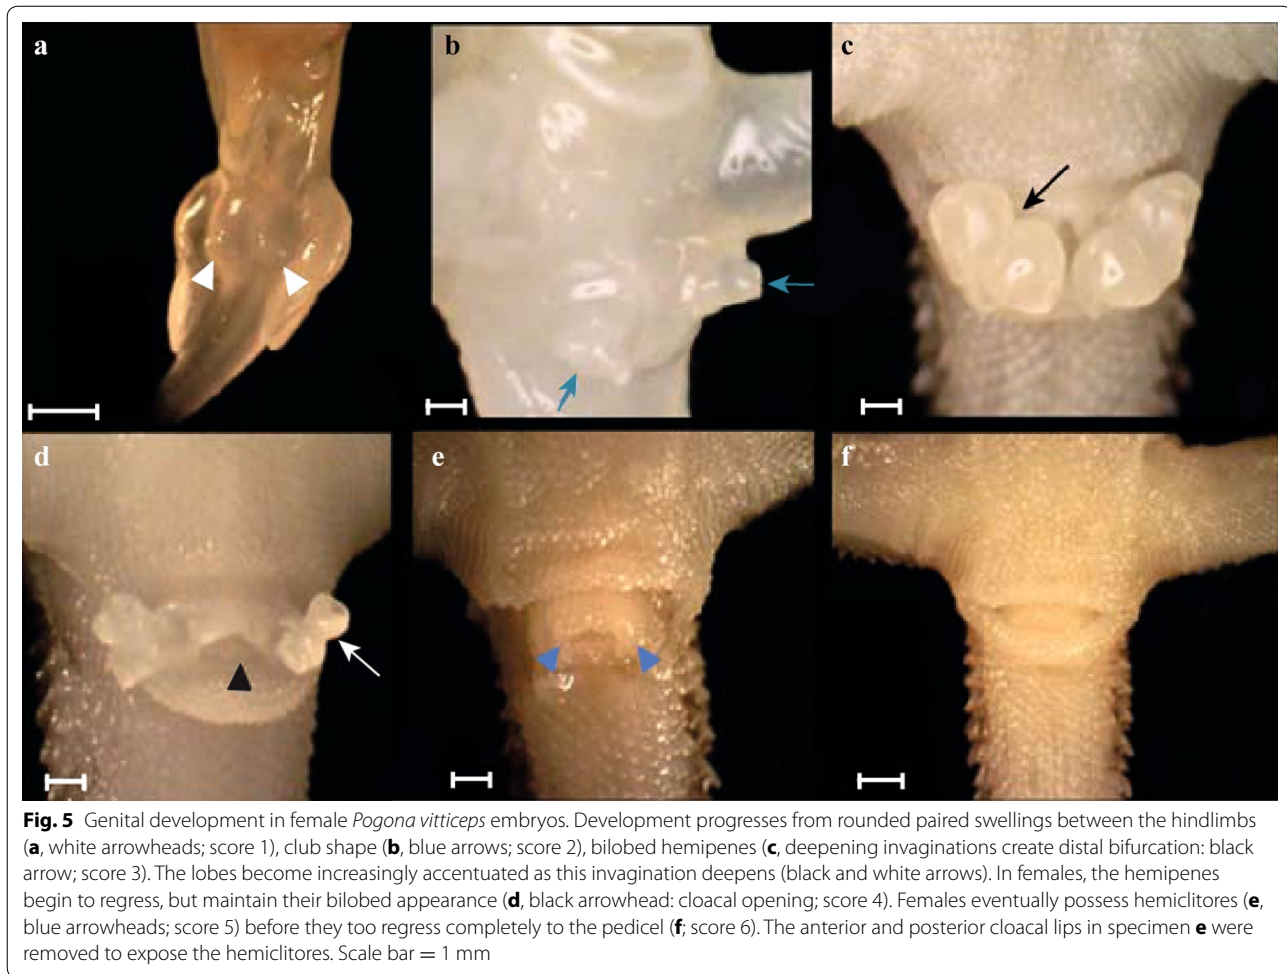 a
b
c
d
e
f
Fig. 5 Genital development in female Pogona vitticeps embryos. Development progresses from rounded paired swellings between the hindlimbs
(a, white arrowheads; score 1), club shape (b, blue arrows; score 2), bilobed hemipenes (c, deepening invaginations create distal bifurcation: black
arrow; score 3). The lobes become increasingly accentuated as this invagination deepens (black and white arrows). In females, the hemipenes
begin to regress, but maintain their bilobed appearance (d, black arrowhead: cloacal opening; score 4). Females eventually possess hemiclitores (e,
blue arrowheads; score 5) before they too regress completely to the pedicel (f; score 6). The anterior and posterior cloacal lips in specimen e were
removed to expose the hemiclitores. Scale bar = 1 mm